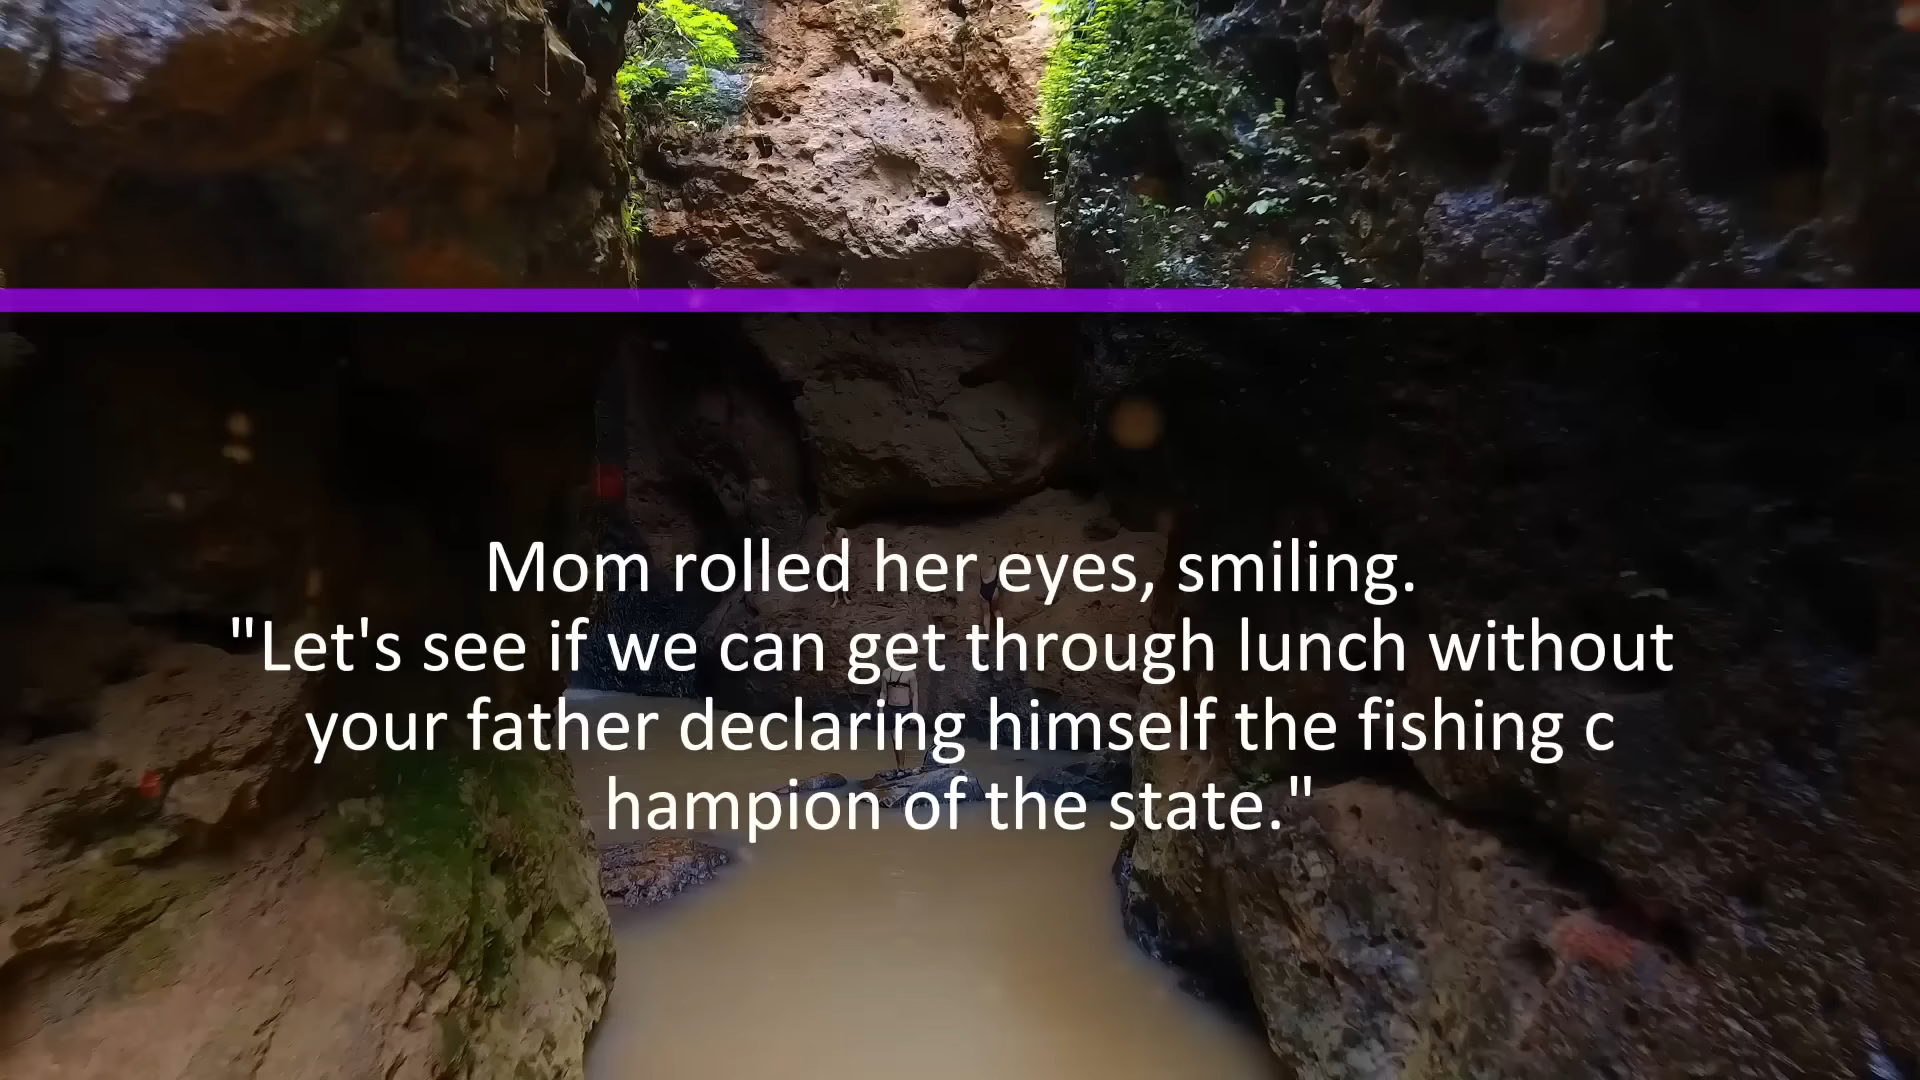 Mom rolled her eyes, smiling.
"Let's see if we can get through lunch without
your father declaring himself the fishing c
hampion of the state."